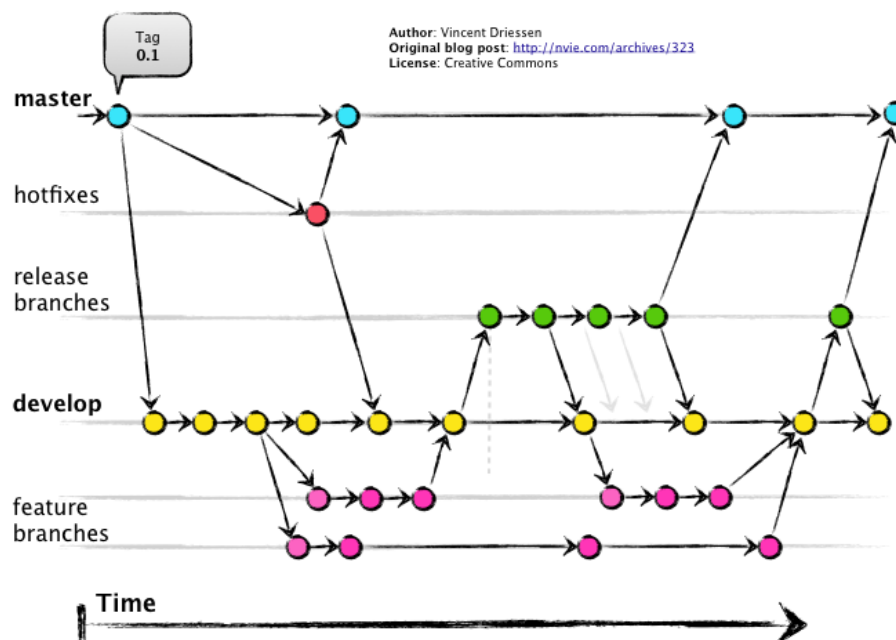 Tag
0.1
Author: Vincent Driessen
Original blog post: http://nvie.com/archives/323
License: Creative Commons
master
hotfixes
release
branches
develop
feature
branches
Time